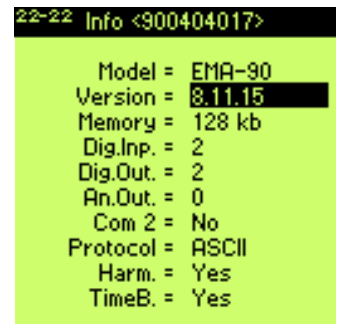 22-22 Info <900404017>
Model = EMA-90
Version = 8.11.15
Memory = 128 kb
Dig.Inp. = 2
Dig.Out. = 2
An.Out. = 0
Com 2 = No
Protocol = ASCII
Harm. = Yes
TimeB. = Yes